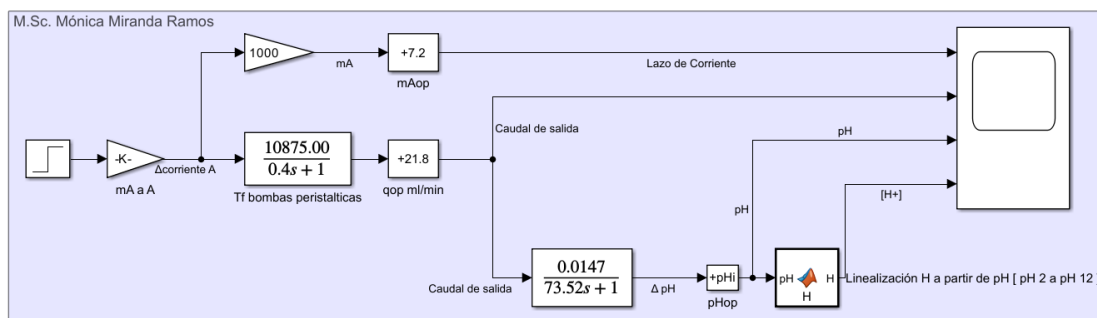 M.Sc. Mónica Miranda Ramos
1000
mA
+7.2
mAop
Lazo de Corriente
-K-
mA a A
Δcorriente A
10875.00
0.4s + 1
Tf bombas peristalticas
+21.8
qop ml/min
Caudal de salida
pH
pH
[H+]
Caudal de salida
0.0147
73.52s + 1
Δ pH
+pHi
pHop
pH
H
H
Linealización H a partir de pH [ pH 2 a pH 12 ]